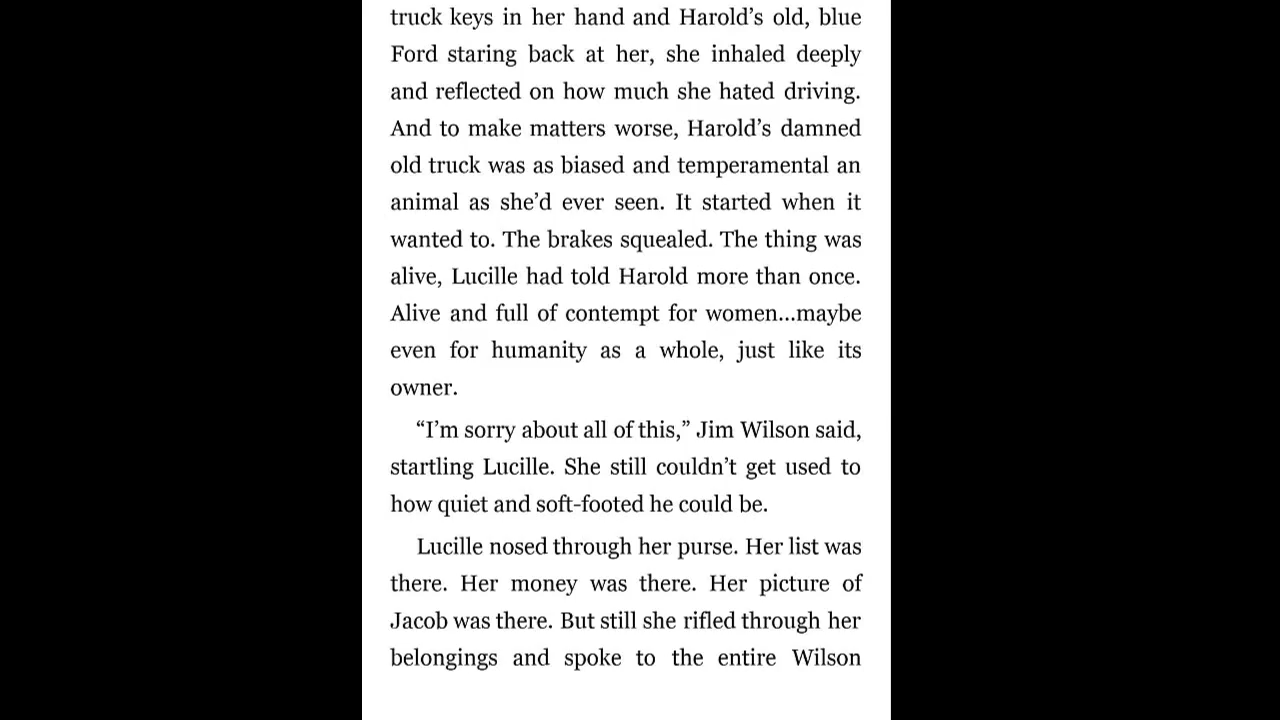 truck keys in her hand and Harold’s old, blue
Ford staring back at her, she inhaled deeply
and reflected on how much she hated driving.
And to make matters worse, Harold’s damned
old truck was as biased and temperamental an
animal as she’d ever seen. It started when it
wanted to. The brakes squealed. The thing was
alive, Lucille had told Harold more than once.
Alive and full of contempt for women...maybe
even for humanity as a whole, just like its
owner.
“I’m sorry about all of this,” Jim Wilson said,
startling Lucille. She still couldn’t get used to
how quiet and soft-footed he could be.
Lucille nosed through her purse. Her list was
there. Her money was there. Her picture of
Jacob was there. But still she rifled through her
belongings and spoke to the entire Wilson